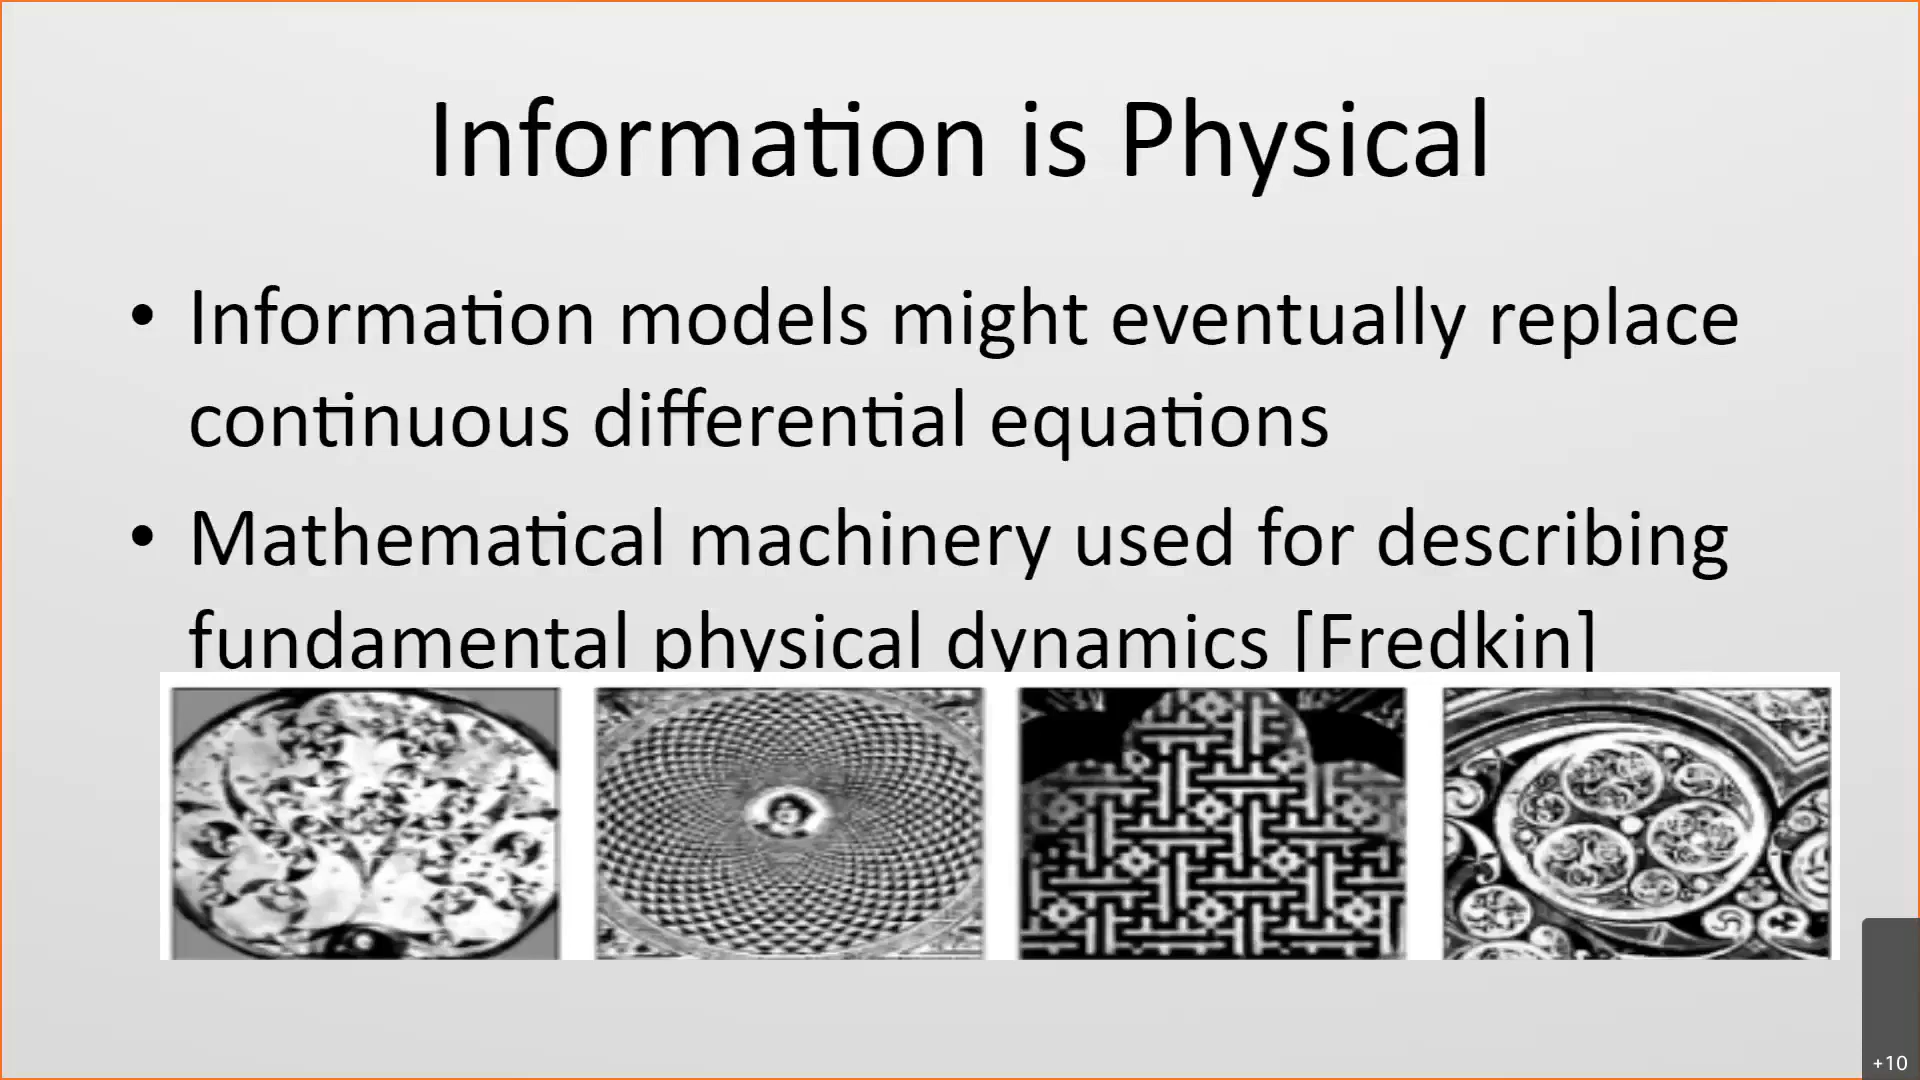 Information is Physical
• Information models might eventually replace
continuous differential equations
• Mathematical machinery used for describing
fundamental physical dynamics [Fredkin]
+10